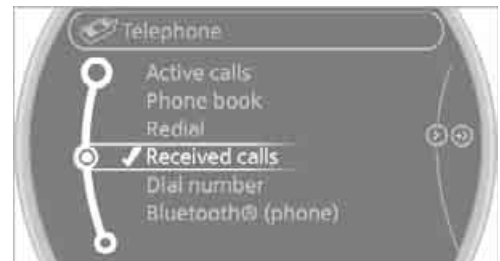 Telephone
Active calls
Phone book
Redial
Received calls
Dial number
Bluetooth® (phone)